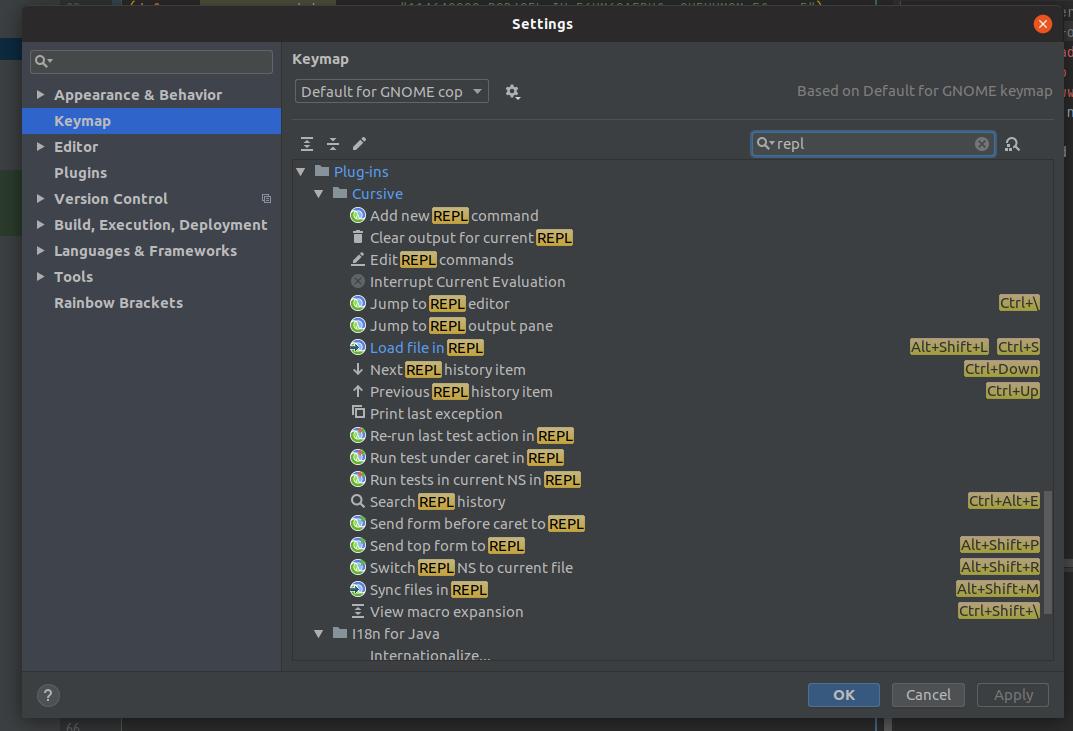 Settings
Keymap
Default for GNOME cop
Based on Default for GNOME keymap
Appearance & Behavior
Keymap
Editor
Plugins
Version Control
Build, Execution, Deployment
Languages & Frameworks
Tools
Rainbow Brackets
repl
Plug-ins
Cursive
Add new REPL command
Clear output for current REPL
Edit REPL commands
Interrupt Current Evaluation
Jump to REPL editor Ctrl+\
Jump to REPL output pane
Load file in REPL Alt+Shift+L Ctrl+S
Next REPL history item Ctrl+Down
Previous REPL history item Ctrl+Up
Print last exception
Re-run last test action in REPL
Run test under caret in REPL
Run tests in current NS in REPL
Search REPL history Ctrl+Alt+E
Send form before caret to REPL
Send top form to REPL Alt+Shift+P
Switch REPL NS to current file Alt+Shift+R
Sync files in REPL Alt+Shift+M
View macro expansion Ctrl+Shift+\
I18n for Java
Internationalize...
?
OK
Cancel
Apply
66